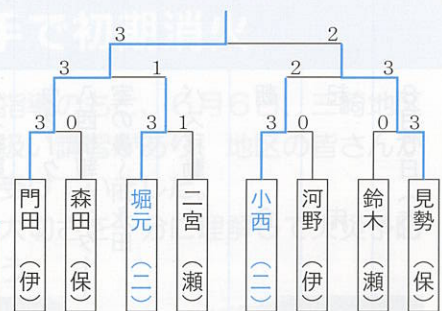 3 2
3 1 2 3
3 0 3 1 3 0 0 3
門田（伊）
森田（保）
堀元（二）
二宮（瀬）
小西（二）
河野（伊）
鈴木（瀬）
見勢（保）